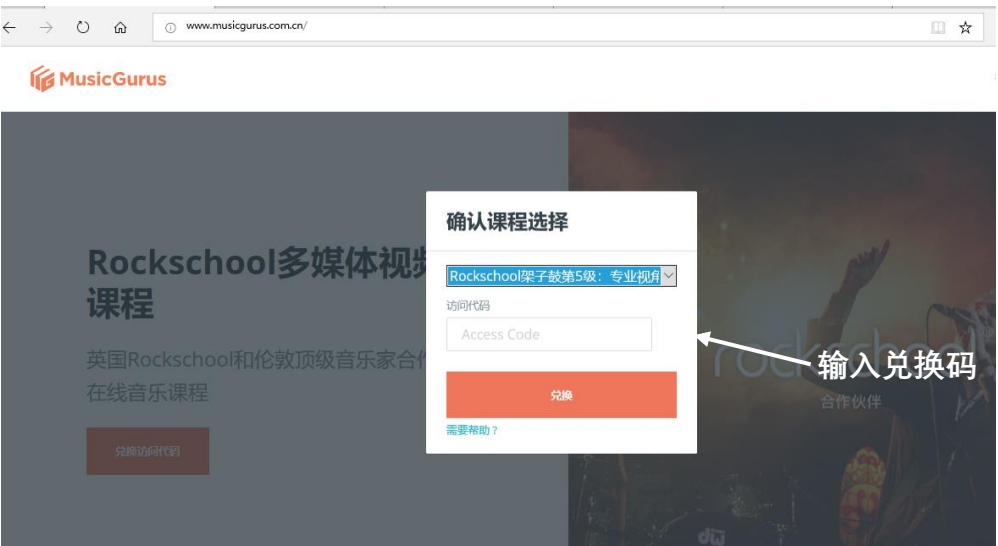 www.musicgurus.com.cn/
MusicGurus
确认课程选择
Rockschool架子鼓第5级：专业视角
访问代码
Access Code
兑换
需要帮助？
Rockschool多媒体视频
课程
英国Rockschool和伦敦顶级音乐家合作
在线音乐课程
兑换访问代码
rockschool
合作伙伴
输入兑换码
dw